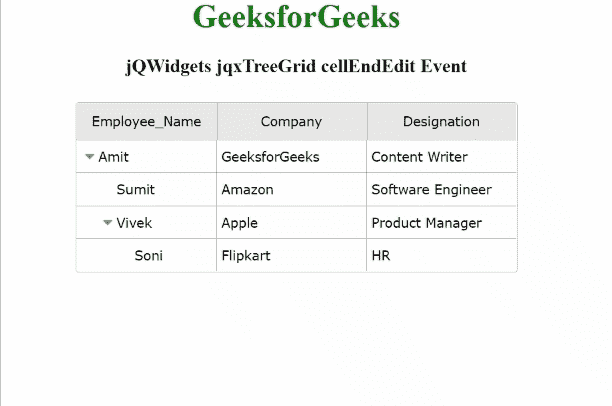 GeeksforGeeks
jQWidgets jqxTreeGrid cellEndEdit Event
Employee_Name Company Designation
Amit GeeksforGeeks Content Writer
Sumit Amazon Software Engineer
Vivek Apple Product Manager
Soni Flipkart HR